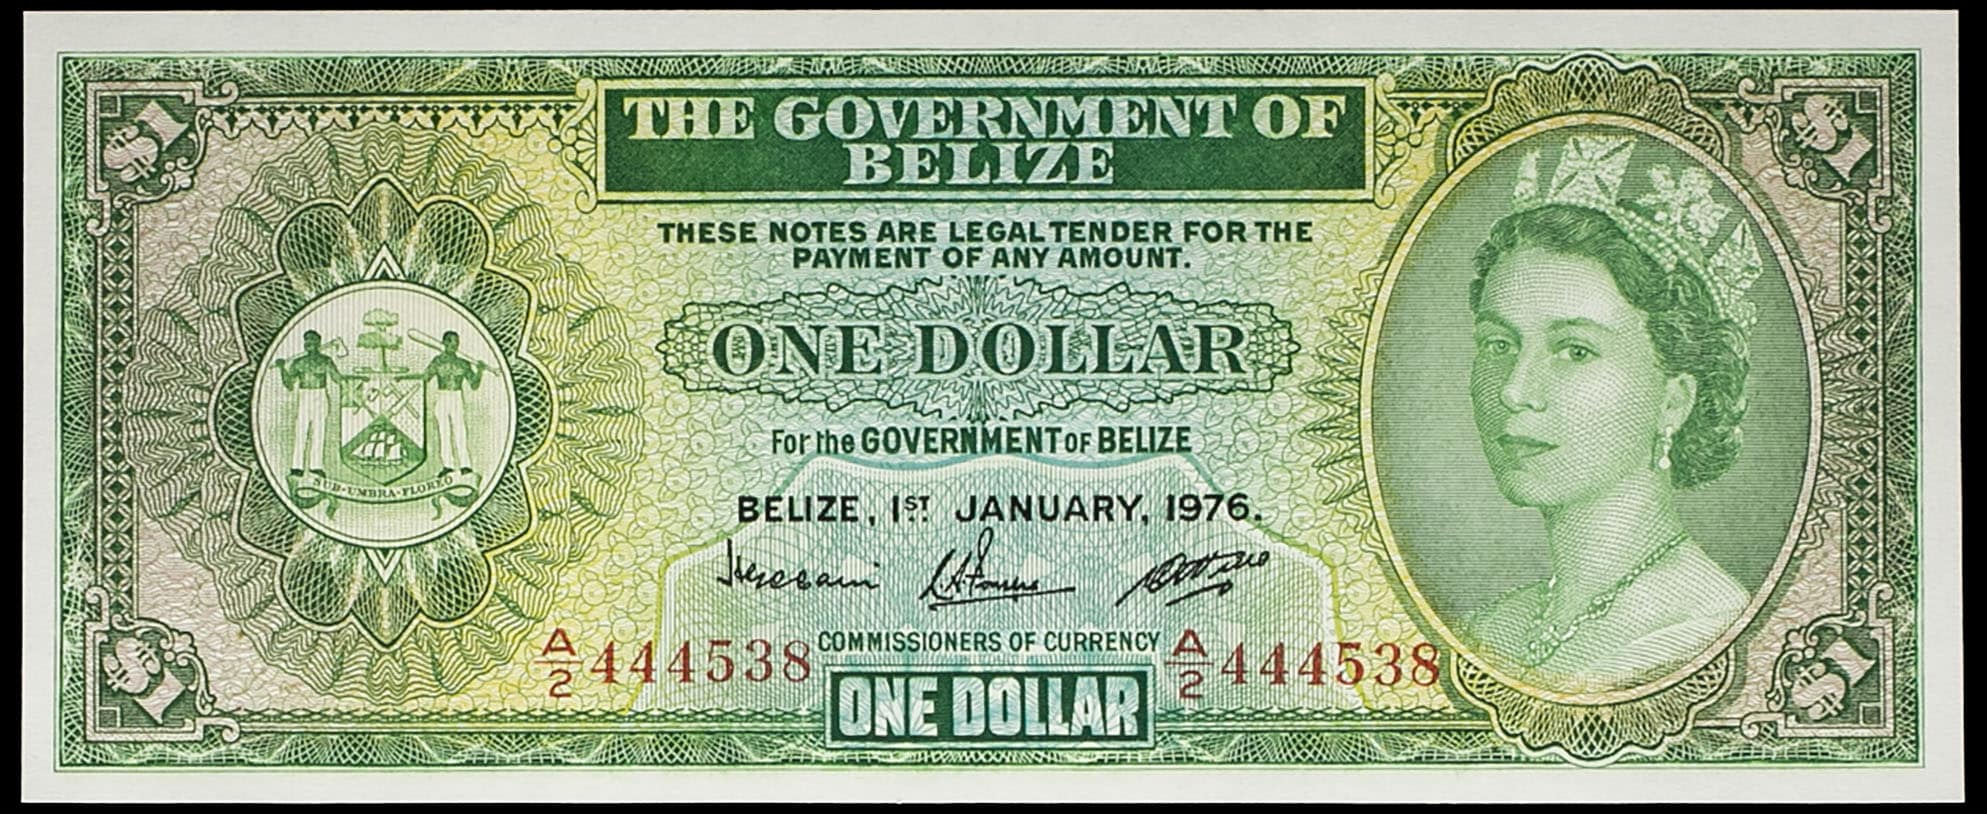 $1
$1
THE GOVERNMENT OF
BELIZE
THESE NOTES ARE LEGAL TENDER FOR THE
PAYMENT OF ANY AMOUNT.
ONE DOLLAR
For the GOVERNMENT OF BELIZE
SUB·UMBRA·FLOREO
BELIZE, 1ST JANUARY, 1976.
COMMISSIONERS OF CURRENCY
A/2 444538
A/2 444538
ONE DOLLAR
$1
$1